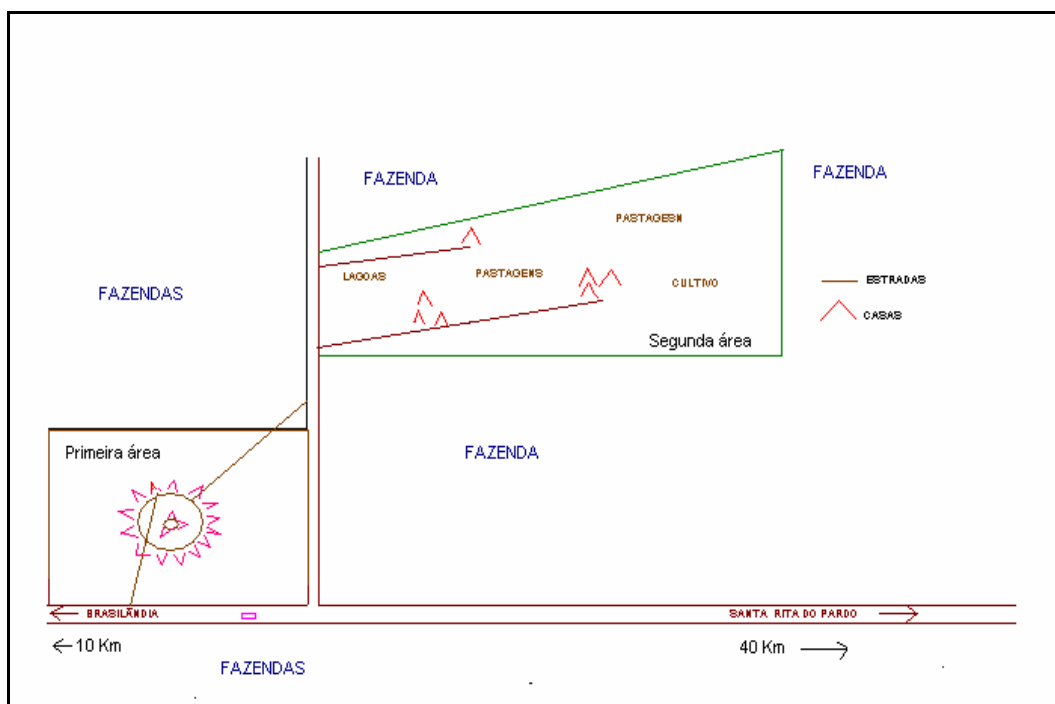 FAZENDA
FAZENDA
PASTAGESN
FAZENDAS
LAGOAS
PASTAGENS
CULTIVO
ESTRADAS
CASAS
Segunda área
Primeira área
FAZENDA
BRASILÂNDIA
SANTA RITA DO PARDO
10 Km
40 Km
FAZENDAS